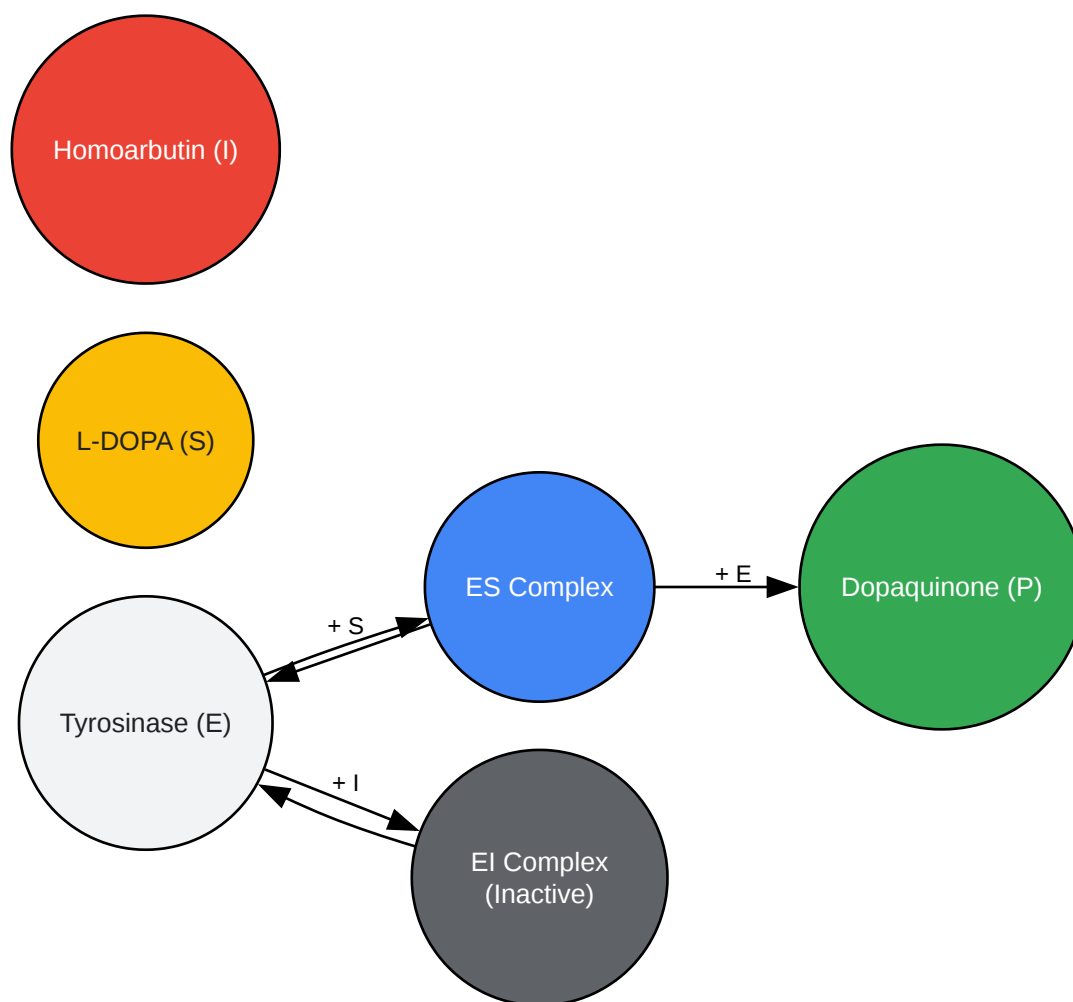 Homoarbutin (I)
L-DOPA (S)
ES Complex
+ E
Dopaquinone (P)
+ S
Tyrosinase (E)
+ I
EI Complex
(Inactive)